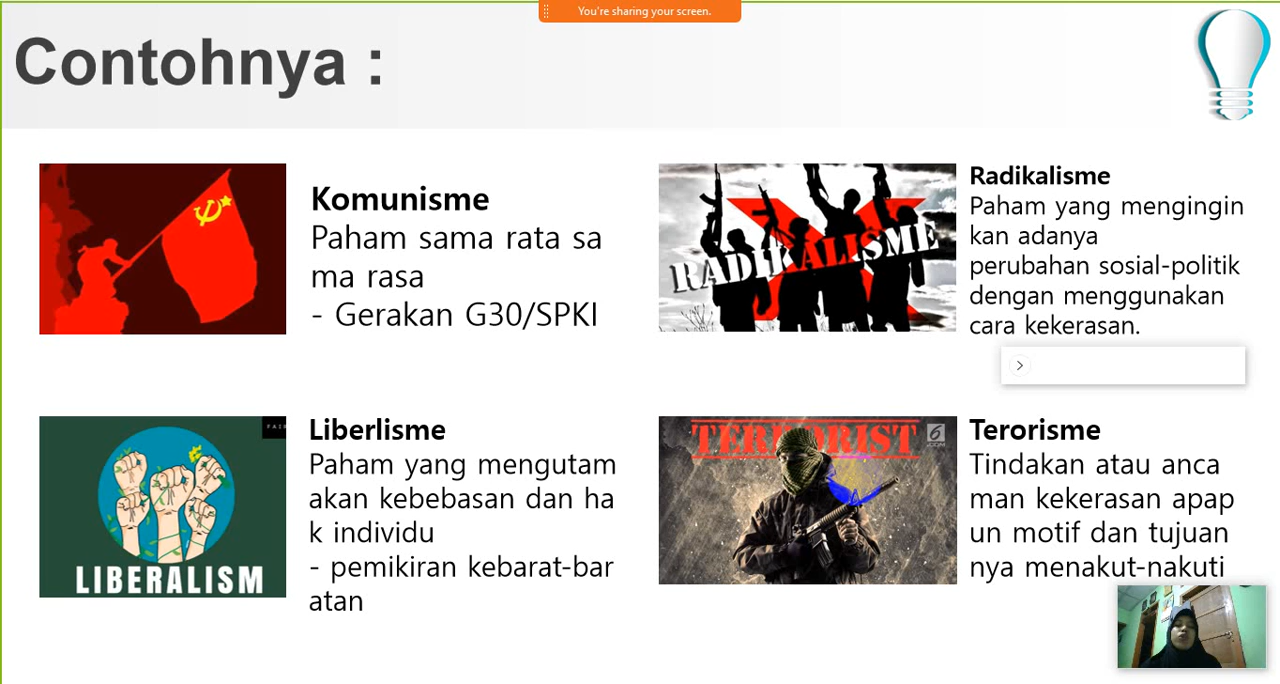 You're sharing your screen.
Contohnya :
Komunisme
Paham sama rata sa
ma rasa
- Gerakan G30/SPKI
RADIKALISME
Radikalisme
Paham yang mengingin
kan adanya
perubahan sosial-politik
dengan menggunakan
cara kekerasan.
FAIR
LIBERALISM
Liberlisme
Paham yang mengutam
akan kebebasan dan ha
k individu
- pemikiran kebarat-bar
atan
TERRORIST
6
.COM
Terorisme
Tindakan atau anca
man kekerasan apap
un motif dan tujuan
nya menakut-nakuti